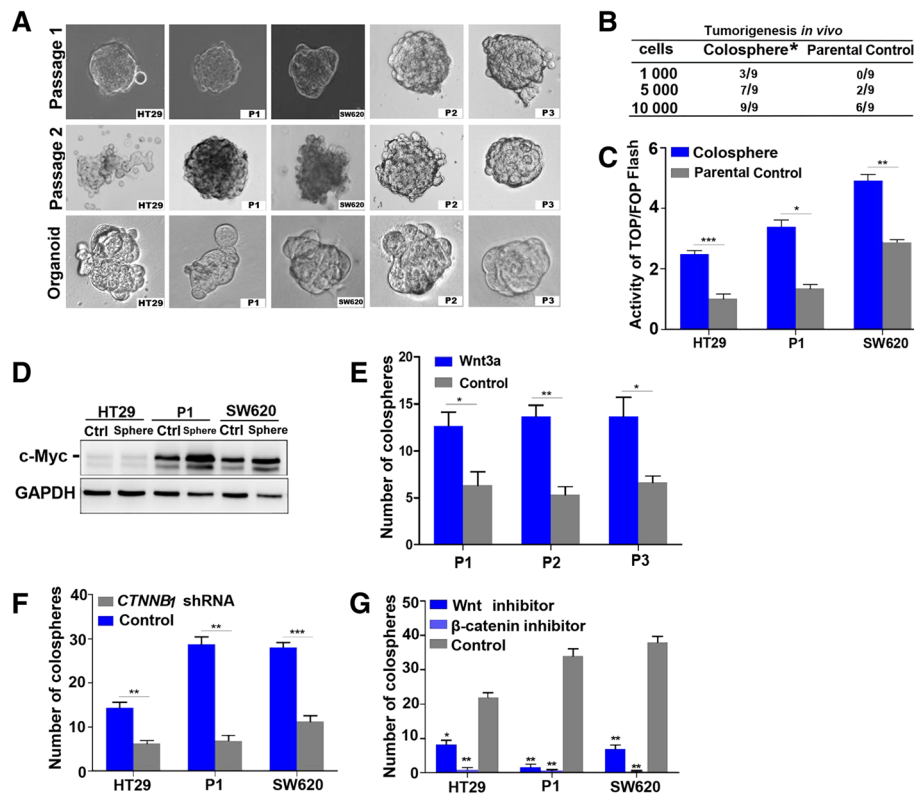 A
Passage 1
HT29
P1
SW620
P2
P3
Passage 2
HT29
P1
SW620
P2
P3
Organoid
HT29
P1
SW620
P2
P3
B
Tumorigenesis in vivo
cells Colosphere* Parental Control
1 000 3/9 0/9
5 000 7/9 2/9
10 000 9/9 6/9
C
Activity of TOP/FOP Flash
6
4
2
0
Colosphere
Parental Control
***
*
**
HT29 P1 SW620
D
HT29 P1 SW620
Ctrl Sphere Ctrl Sphere Ctrl Sphere
c-Myc
GAPDH
E
Number of colospheres
20
15
10
5
0
Wnt3a
Control
*
**
*
P1 P2 P3
F
Number of colospheres
40
30
20
10
0
CTNNB1 shRNA
Control
**
**
***
HT29 P1 SW620
G
Number of colospheres
50
40
30
20
10
0
Wnt inhibitor
β-catenin inhibitor
Control
*
**
**
**
**
**
HT29 P1 SW620